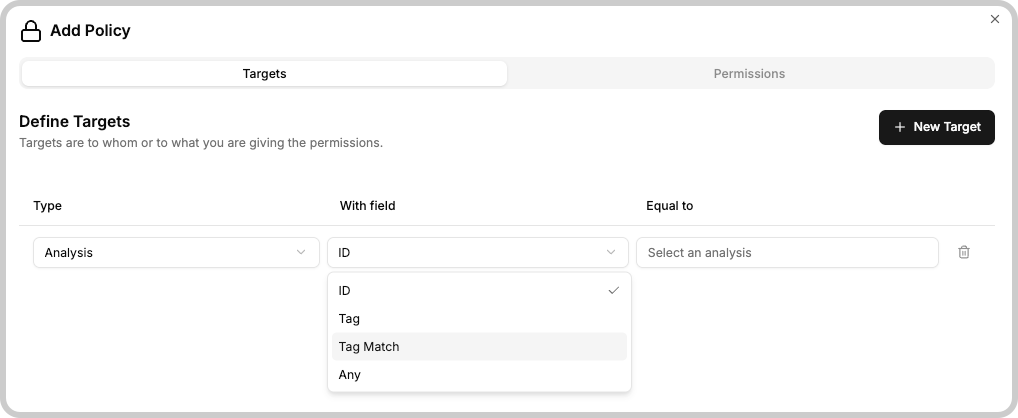 Add Policy
Targets Permissions
Define Targets
Targets are to whom or to what you are giving the permissions.
New Target
Type With field Equal to
Analysis ID Select an analysis
ID
Tag
Tag Match
Any